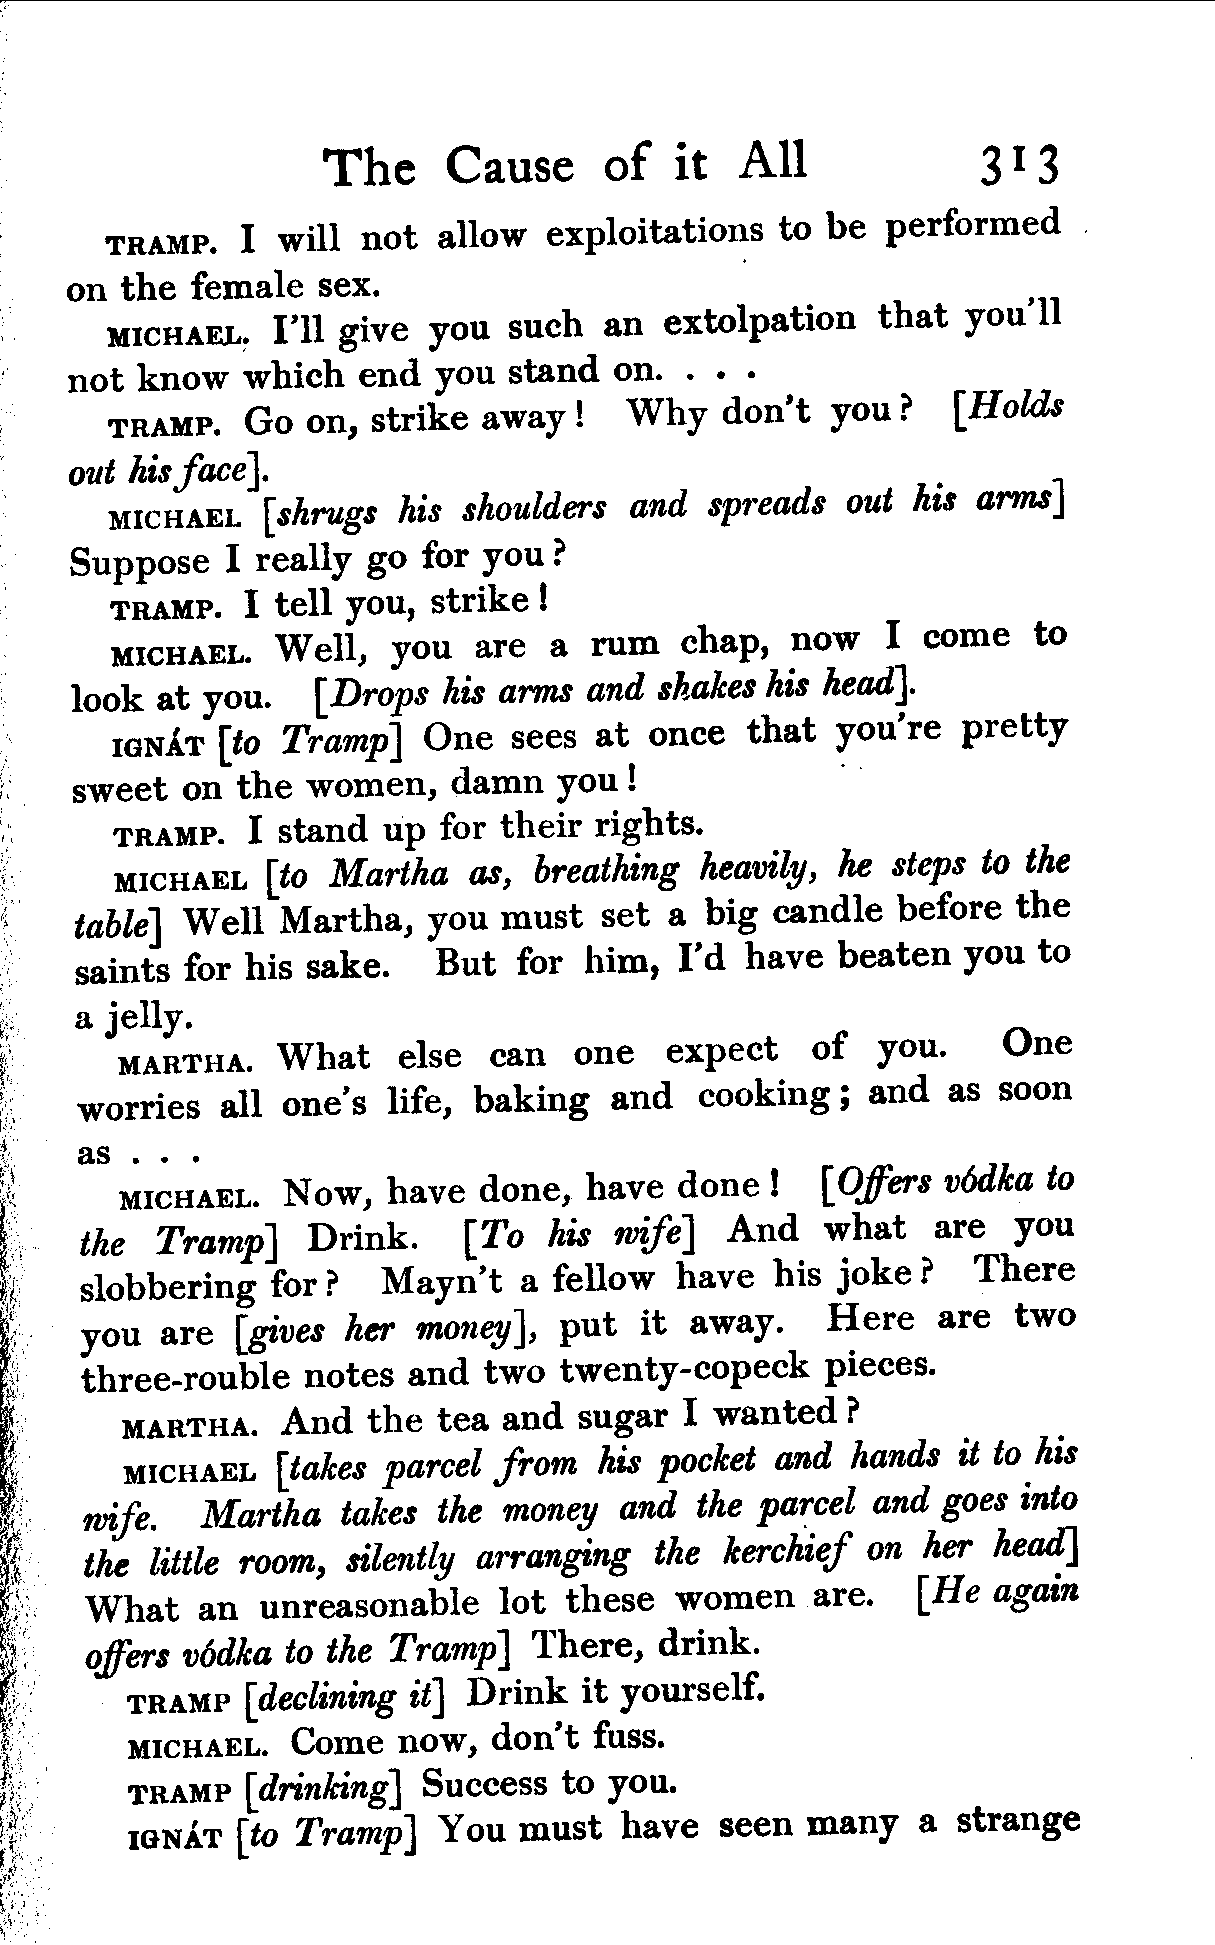 The Cause of it All 313
TRAMP. I will not allow exploitations to be performed
on the female sex.
MICHAEL. I'll give you such an extolpation that you'll
not know which end you stand on. . . .
TRAMP. Go on, strike away! Why don't you? [Holds
out his face].
MICHAEL [shrugs his shoulders and spreads out his arms]
Suppose I really go for you?
TRAMP. I tell you, strike!
MICHAEL. Well, you are a rum chap, now I come to
look at you. [Drops his arms and shakes his head].
IGNÁT [to Tramp] One sees at once that you're pretty
sweet on the women, damn you!
TRAMP. I stand up for their rights.
MICHAEL [to Martha as, breathing heavily, he steps to the
table] Well Martha, you must set a big candle before the
saints for his sake. But for him, I'd have beaten you to
a jelly.
MARTHA. What else can one expect of you. One
worries all one's life, baking and cooking; and as soon
as . . .
MICHAEL. Now, have done, have done! [Offers vódka to
the Tramp] Drink. [To his wife] And what are you
slobbering for? Mayn't a fellow have his joke? There
you are [gives her money], put it away. Here are two
three-rouble notes and two twenty-copeck pieces.
MARTHA. And the tea and sugar I wanted?
MICHAEL [takes parcel from his pocket and hands it to his
wife. Martha takes the money and the parcel and goes into
the little room, silently arranging the kerchief on her head]
What an unreasonable lot these women are. [He again
offers vódka to the Tramp] There, drink.
TRAMP [declining it] Drink it yourself.
MICHAEL. Come now, don't fuss.
TRAMP [drinking] Success to you.
IGNÁT [to Tramp] You must have seen many a strange